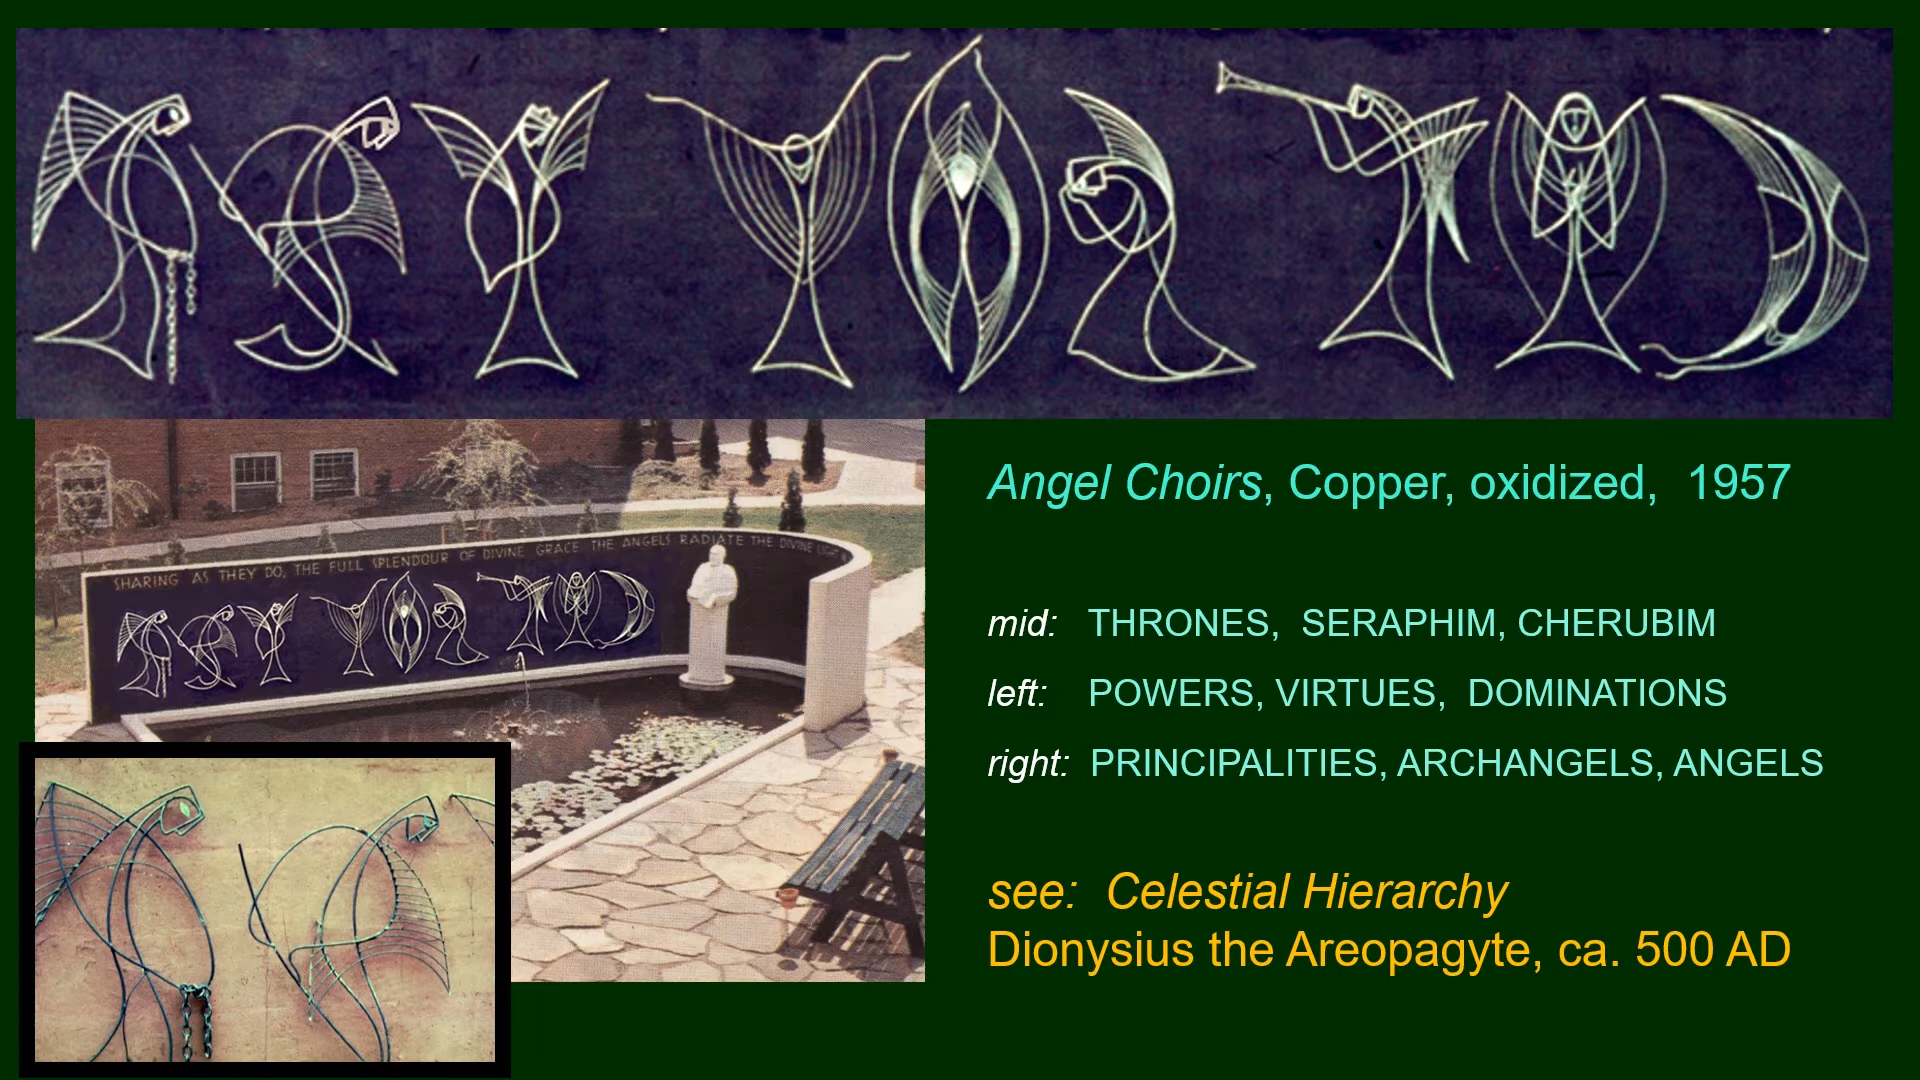 SHARING AS THEY DO, THE FULL SPLENDOUR OF DIVINE GRACE THE ANGELS RADIATE THE DIVINE LIGHT
Angel Choirs, Copper, oxidized, 1957
mid: THRONES, SERAPHIM, CHERUBIM
left: POWERS, VIRTUES, DOMINATIONS
right: PRINCIPALITIES, ARCHANGELS, ANGELS
see: Celestial Hierarchy
Dionysius the Areopagyte, ca. 500 AD